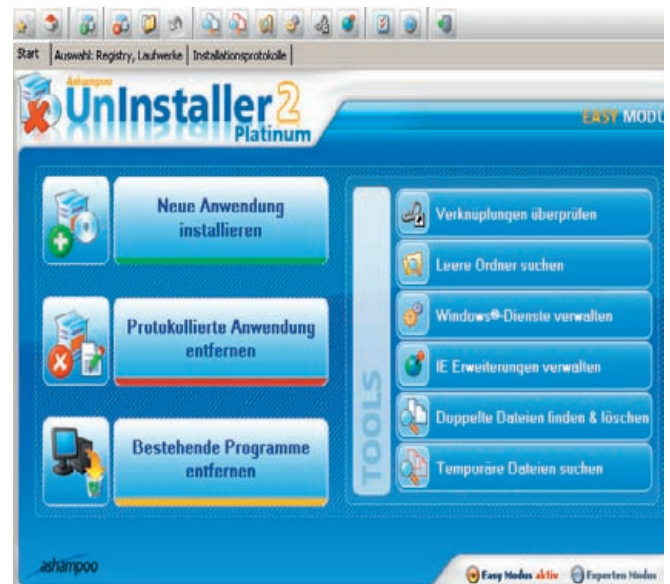 Start Auswahl: Registry, Laufwerke Installationsprotokolle
Ashampoo
UnInstaller 2
Platinum
EASY MODU
Neue Anwendung
installieren
Protokollierte Anwendung
entfernen
Bestehende Programme
entfernen
TOOLS
Verknüpfungen überprüfen
Leere Ordner suchen
Windows®-Dienste verwalten
IE Erweiterungen verwalten
Doppelte Dateien finden & löschen
Temporäre Dateien suchen
ashampoo
Easy Modus aktiv Experten Modus